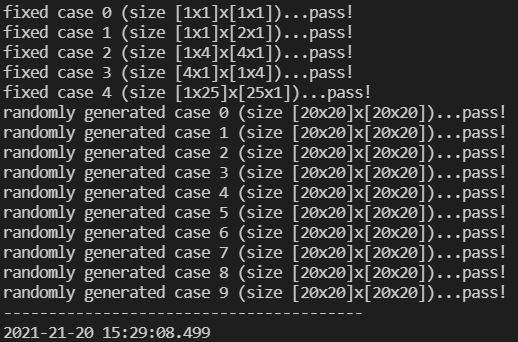 fixed case 0 (size [1x1]x[1x1])...pass!
fixed case 1 (size [1x1]x[2x1])...pass!
fixed case 2 (size [1x4]x[4x1])...pass!
fixed case 3 (size [4x1]x[1x4])...pass!
fixed case 4 (size [1x25]x[25x1])...pass!
randomly generated case 0 (size [20x20]x[20x20])...pass!
randomly generated case 1 (size [20x20]x[20x20])...pass!
randomly generated case 2 (size [20x20]x[20x20])...pass!
randomly generated case 3 (size [20x20]x[20x20])...pass!
randomly generated case 4 (size [20x20]x[20x20])...pass!
randomly generated case 5 (size [20x20]x[20x20])...pass!
randomly generated case 6 (size [20x20]x[20x20])...pass!
randomly generated case 7 (size [20x20]x[20x20])...pass!
randomly generated case 8 (size [20x20]x[20x20])...pass!
randomly generated case 9 (size [20x20]x[20x20])...pass!
----------------------------------------
2021-21-20 15:29:08.499